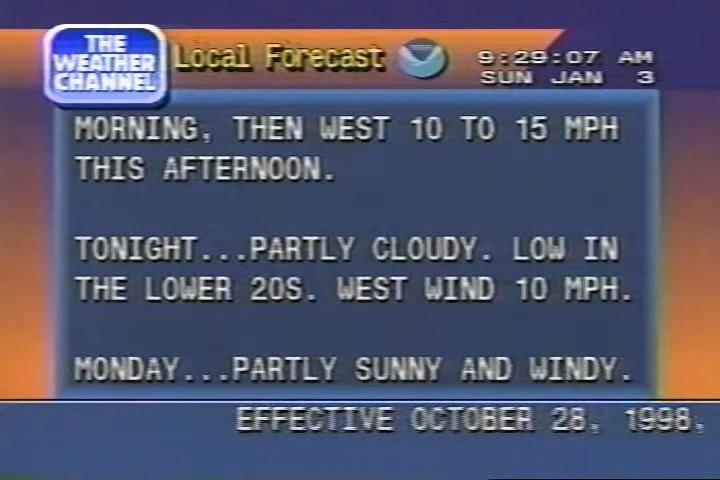 THE
WEATHER
CHANNEL
Local Forecast
9:29:07 AM
SUN JAN 3
MORNING, THEN WEST 10 TO 15 MPH
THIS AFTERNOON.
TONIGHT...PARTLY CLOUDY. LOW IN
THE LOWER 20S. WEST WIND 10 MPH.
MONDAY...PARTLY SUNNY AND WINDY.
EFFECTIVE OCTOBER 28, 1998,